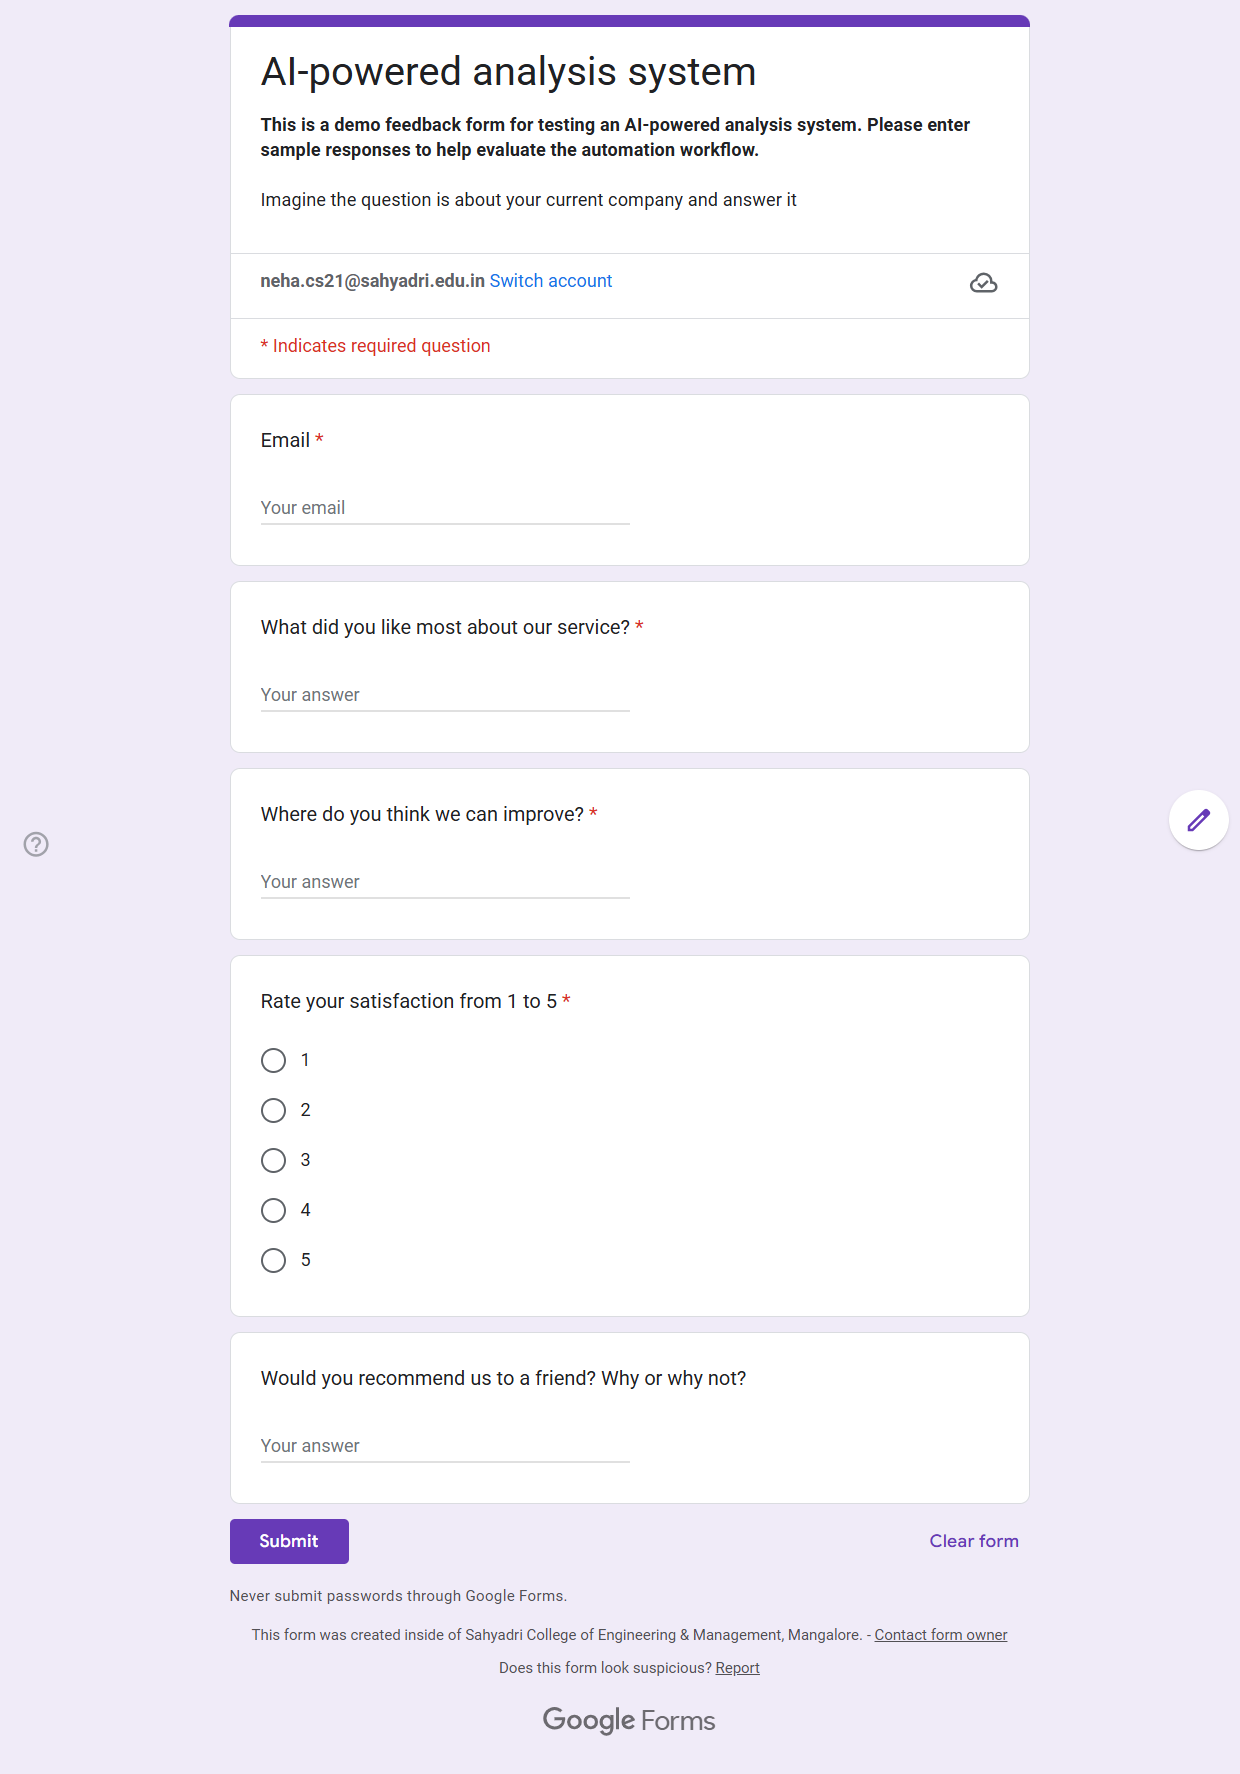 AI-powered analysis system
This is a demo feedback form for testing an AI-powered analysis system. Please enter
sample responses to help evaluate the automation workflow.
Imagine the question is about your current company and answer it
neha.cs21@sahyadri.edu.in Switch account
* Indicates required question
Email *
Your email
What did you like most about our service? *
Your answer
Where do you think we can improve? *
Your answer
Rate your satisfaction from 1 to 5 *
1
2
3
4
5
Would you recommend us to a friend? Why or why not?
Your answer
Submit
Clear form
Never submit passwords through Google Forms.
This form was created inside of Sahyadri College of Engineering & Management, Mangalore. - Contact form owner
Does this form look suspicious? Report
Google Forms